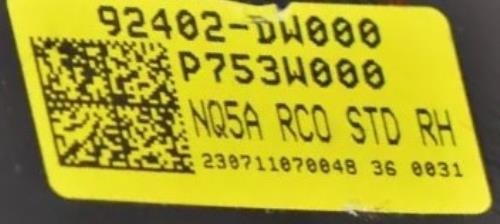 92402-DW000
P753W000
NQ5A RCO STD RH
230711070048 36 0031